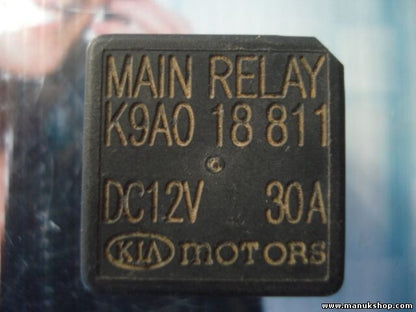 MAIN RELAY
K9A0 18 811
DC12V 30A
KIA MOTORS
www.manukshop.com